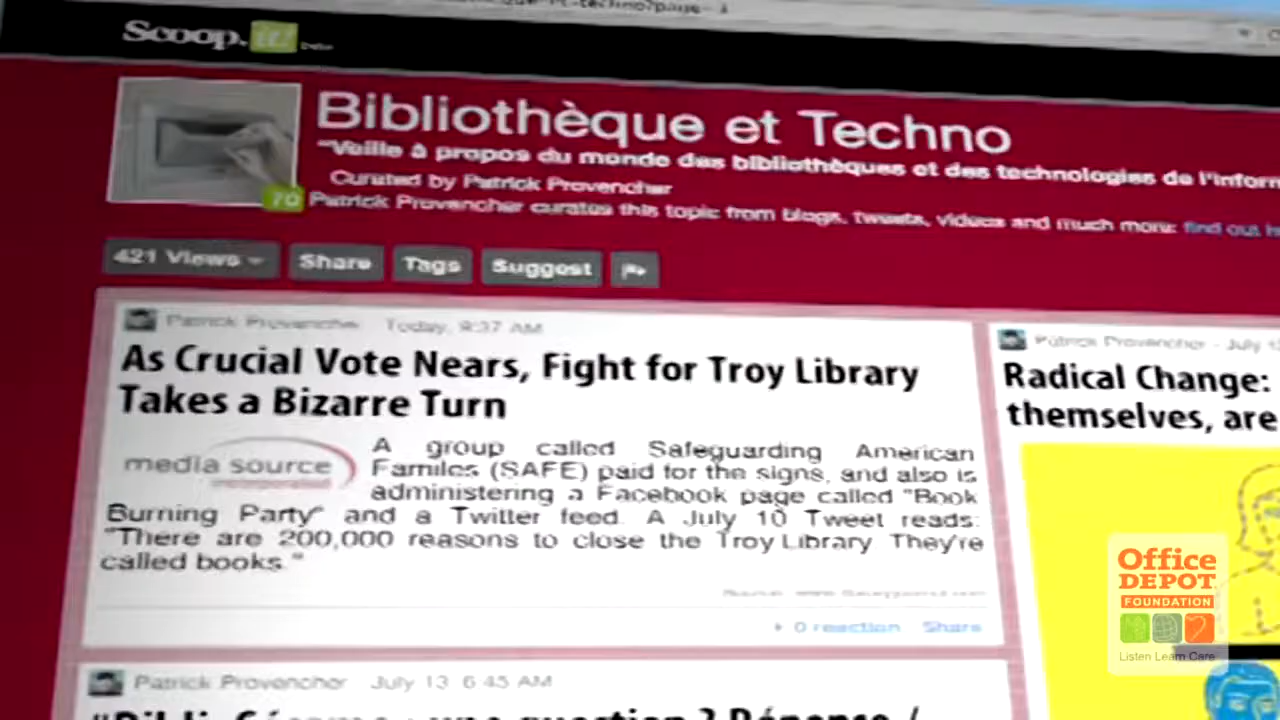 Scoop.it!
Bibliothèque et Techno
"Veille à propos du monde des bibliothèques et des technologies de l'inform
Curated by Patrick Provencher
70
Patrick Provencher curates this topic from blogs, tweets, videos and much more: find out h
421 Views
Share
Tags
Suggest
Patrick Provencher Today, 9:37 AM
As Crucial Vote Nears, Fight for Troy Library
Takes a Bizarre Turn
media source
A group called Safeguarding American
Familes (SAFE) paid for the signs, and also is
administering a Facebook page called "Book
Burning Party" and a Twitter feed. A July 10 Tweet reads:
"There are 200,000 reasons to close the Troy Library. They're
called books."
0 reaction Share
Patrick Provencher - July 1
Radical Change:
themselves, are
Patrick Provencher July 13, 6:45 AM
Office
DEPOT
FOUNDATION
Listen Learn Care